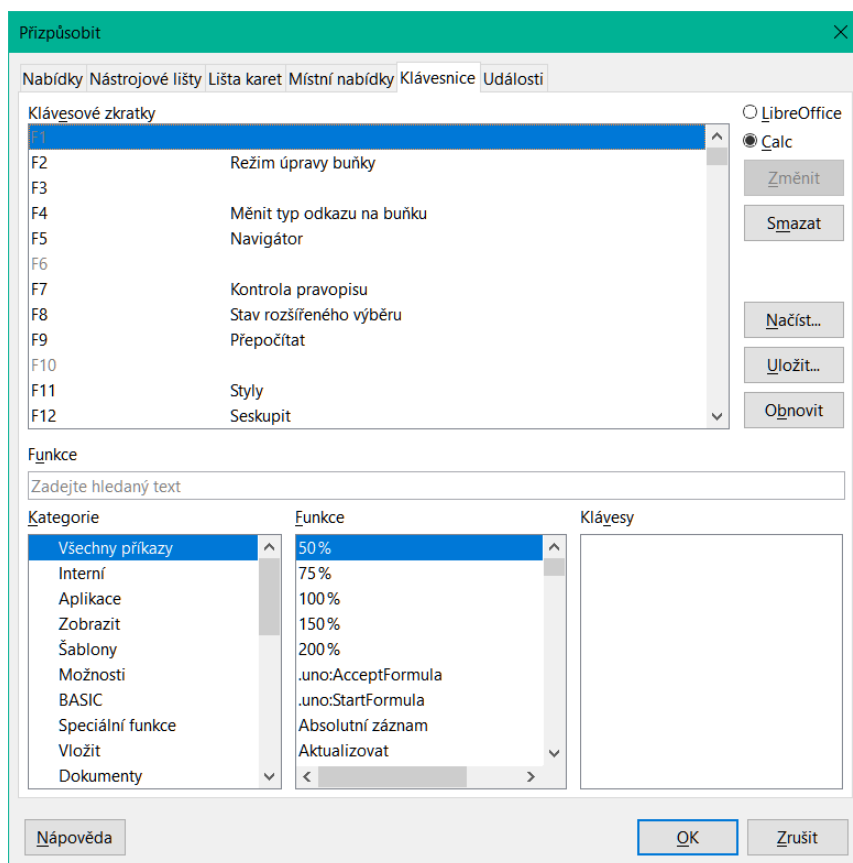 Přizpůsobit
Nabídky Nástrojové lišty Lišta karet Místní nabídky Klávesnice Události
Klávesové zkratky
LibreOffice
Calc
F1
F2 Režim úpravy buňky
F3
F4 Měnit typ odkazu na buňku
F5 Navigátor
F6
F7 Kontrola pravopisu
F8 Stav rozšířeného výběru
F9 Přepočítat
F10
F11 Styly
F12 Seskupit
Změnit
Smazat
Načíst...
Uložit...
Obnovit
Funkce
Zadejte hledaný text
Kategorie
Všechny příkazy
Interní
Aplikace
Zobrazit
Šablony
Možnosti
BASIC
Speciální funkce
Vložit
Dokumenty
Funkce
50 %
75 %
100 %
150 %
200 %
.uno:AcceptFormula
.uno:StartFormula
Absolutní záznam
Aktualizovat
Klávesy
Nápověda
OK
Zrušit